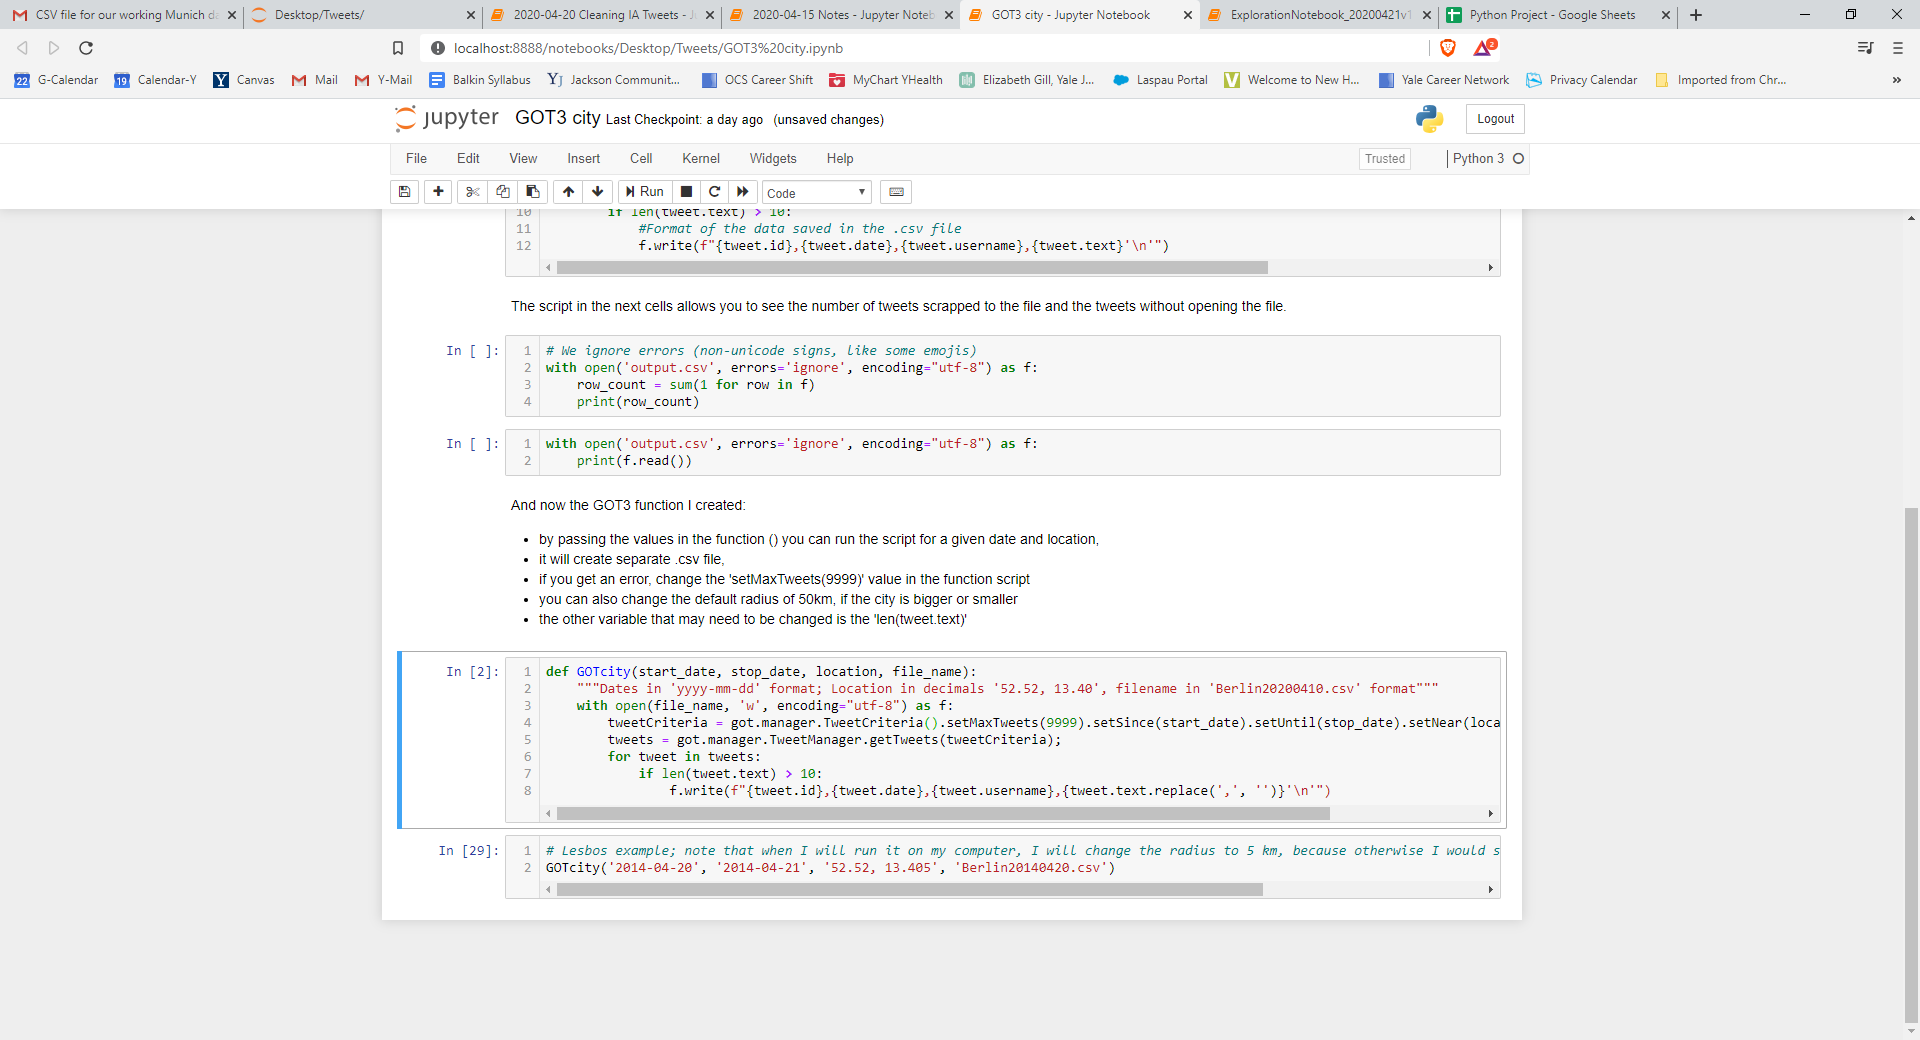 CSV file for our working Munich d
Desktop/Tweets/
2020-04-20 Cleaning IA Tweets - J
2020-04-15 Notes - Jupyter Noteb
GOT3 city - Jupyter Notebook
ExplorationNotebook_20200421v1
Python Project - Google Sheets
localhost:8888/notebooks/Desktop/Tweets/GOT3%20city.ipynb
2
22 G-Calendar
19 Calendar-Y
Y Canvas
Mail
Y-Mail
Balkin Syllabus
YJ Jackson Communit...
OCS Career Shift
MyChart YHealth
Elizabeth Gill, Yale J...
Laspau Portal
Welcome to New H...
Yale Career Network
Privacy Calendar
Imported from Chr...
»
jupyter GOT3 city Last Checkpoint: a day ago (unsaved changes)
Logout
File Edit View Insert Cell Kernel Widgets Help
Trusted
Python 3
Run
Code
10 if len(tweet.text) > 10:
11 #Format of the data saved in the .csv file
12 f.write(f"{tweet.id},{tweet.date},{tweet.username},{tweet.text}'\n'")
The script in the next cells allows you to see the number of tweets scrapped to the file and the tweets without opening the file.
In [ ]:
1 # We ignore errors (non-unicode signs, like some emojis)
2 with open('output.csv', errors='ignore', encoding="utf-8") as f:
3 row_count = sum(1 for row in f)
4 print(row_count)
In [ ]:
1 with open('output.csv', errors='ignore', encoding="utf-8") as f:
2 print(f.read())
And now the GOT3 function I created:
• by passing the values in the function () you can run the script for a given date and location,
• it will create separate .csv file,
• if you get an error, change the 'setMaxTweets(9999)' value in the function script
• you can also change the default radius of 50km, if the city is bigger or smaller
• the other variable that may need to be changed is the 'len(tweet.text)'
In [2]:
1 def GOTcity(start_date, stop_date, location, file_name):
2 """Dates in 'yyyy-mm-dd' format; Location in decimals '52.52, 13.40', filename in 'Berlin20200410.csv' format"""
3 with open(file_name, 'w', encoding="utf-8") as f:
4 tweetCriteria = got.manager.TweetCriteria().setMaxTweets(9999).setSince(start_date).setUntil(stop_date).setNear(loca
5 tweets = got.manager.TweetManager.getTweets(tweetCriteria);
6 for tweet in tweets:
7 if len(tweet.text) > 10:
8 f.write(f"{tweet.id},{tweet.date},{tweet.username},{tweet.text.replace(',', '')}'\n'")
In [29]:
1 # Lesbos example; note that when I will run it on my computer, I will change the radius to 5 km, because otherwise I would s
2 GOTcity('2014-04-20', '2014-04-21', '52.52, 13.405', 'Berlin20140420.csv')